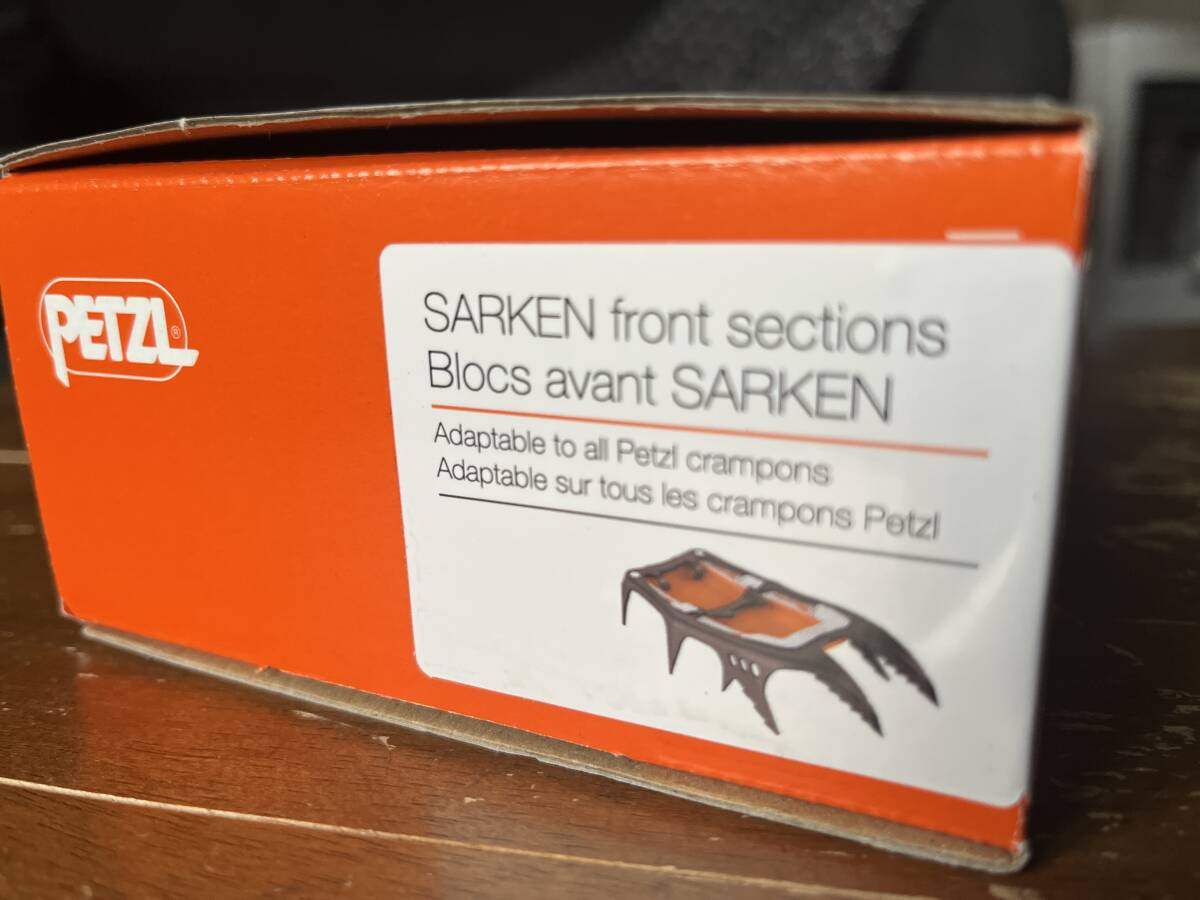 PETZL®
SARKEN front sections
Blocs avant SARKEN
Adaptable to all Petzl crampons
Adaptable sur tous les crampons Petzl